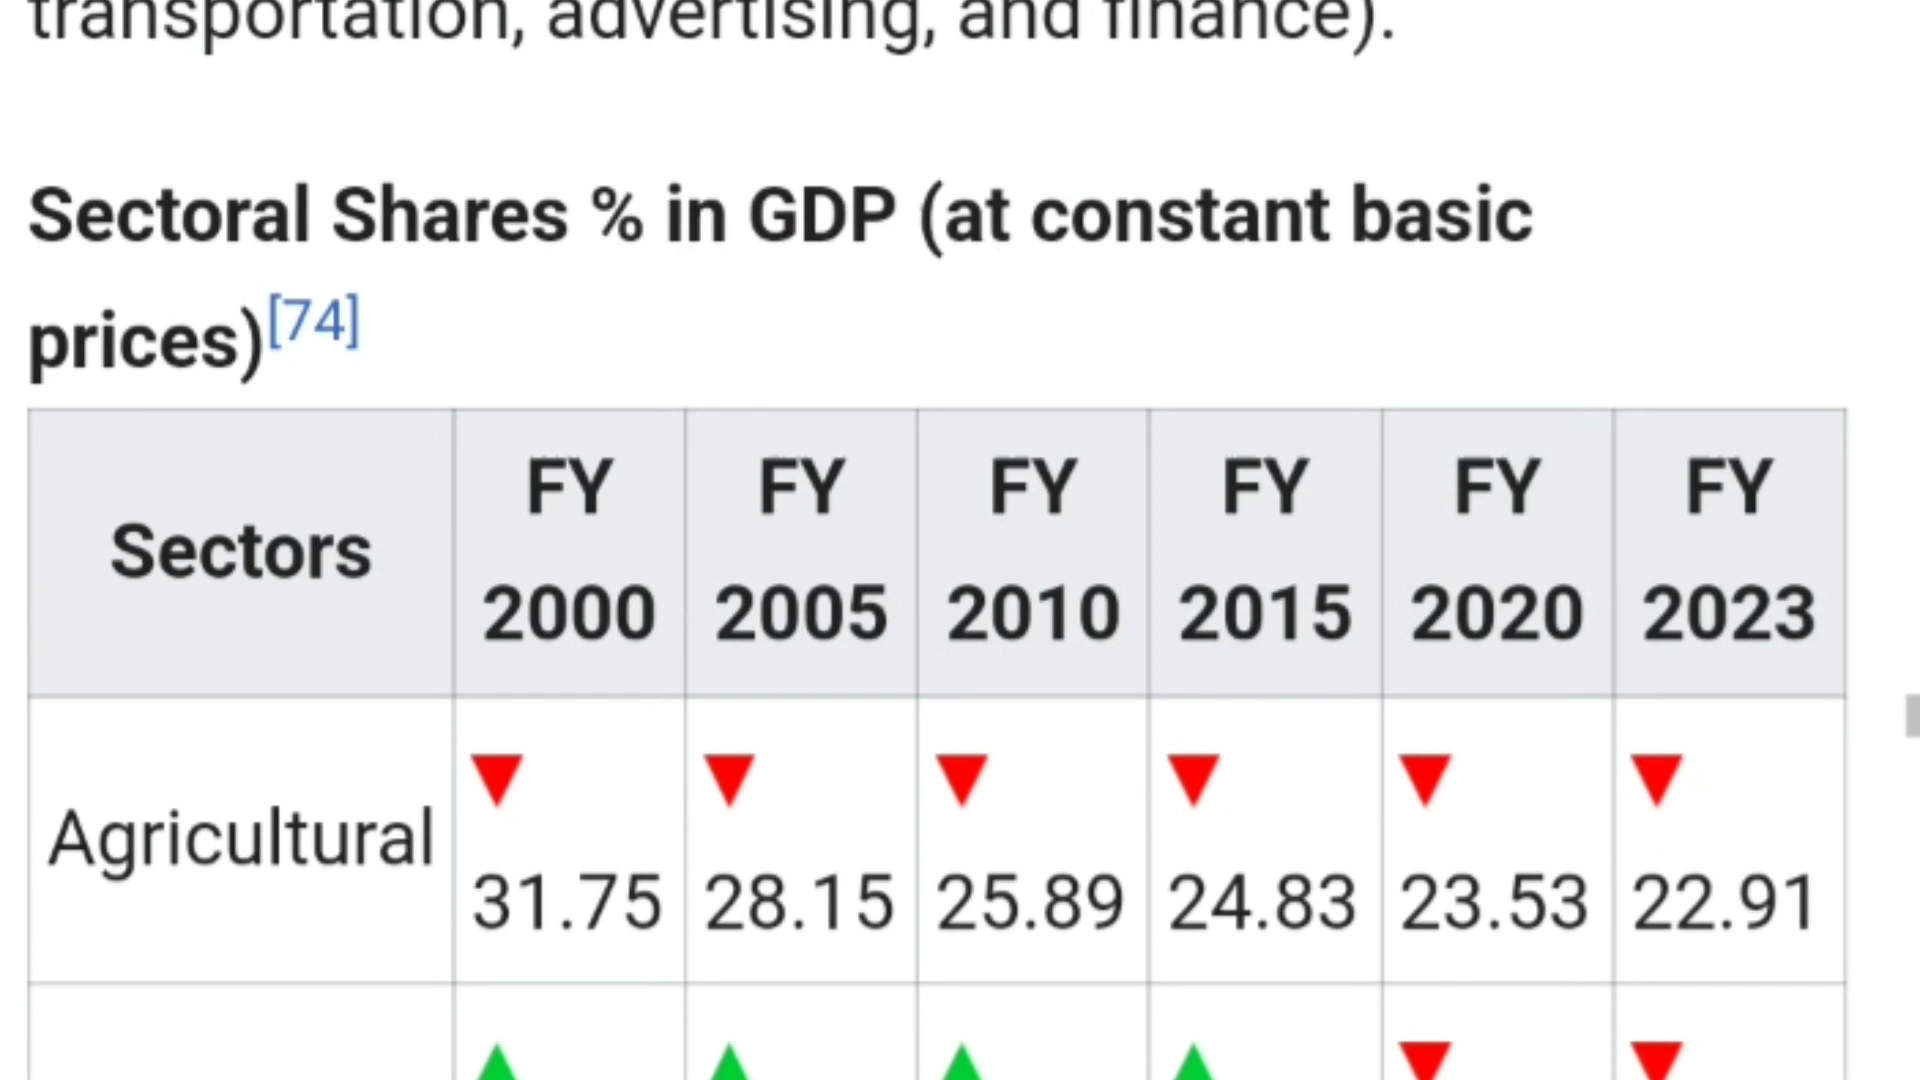 transportation, advertising, and finance).
Sectoral Shares % in GDP (at constant basic
prices)[74]
Sectors FY 2000 FY 2005 FY 2010 FY 2015 FY 2020 FY 2023
Agricultural ▼ 31.75 ▼ 28.15 ▼ 25.89 ▼ 24.83 ▼ 23.53 ▼ 22.91